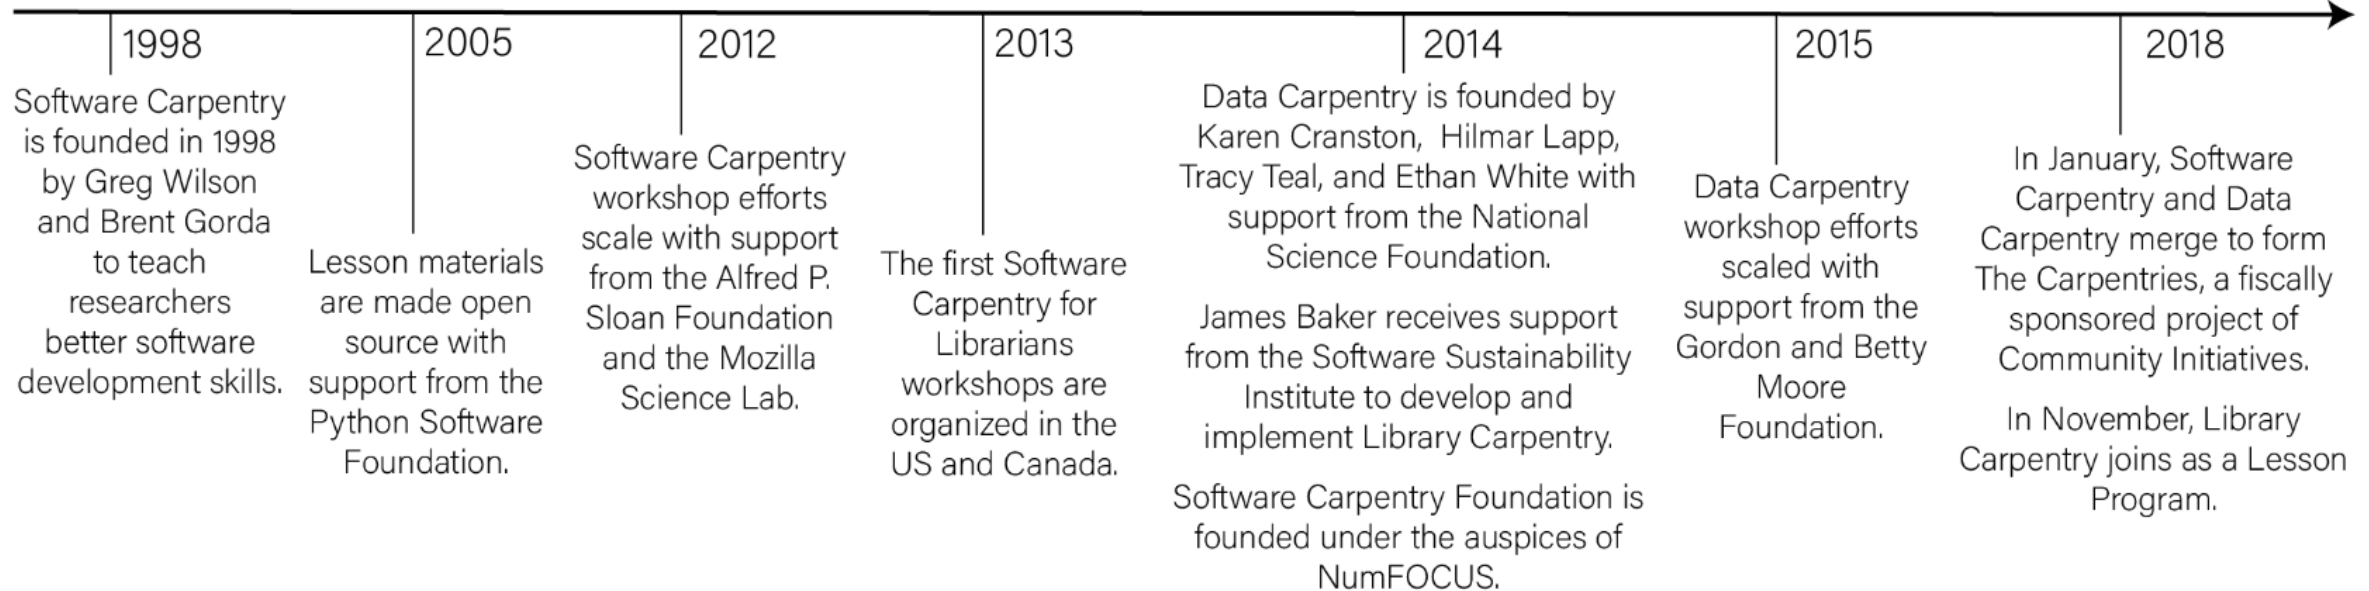 1998
Software Carpentry
is founded in 1998
by Greg Wilson
and Brent Gorda
to teach
researchers
better software
development skills.
2005
Lesson materials
are made open
source with
support from the
Python Software
Foundation.
2012
Software Carpentry
workshop efforts
scale with support
from the Alfred P.
Sloan Foundation
and the Mozilla
Science Lab.
2013
The first Software
Carpentry for
Librarians
workshops are
organized in the
US and Canada.
2014
Data Carpentry is founded by
Karen Cranston, Hilmar Lapp,
Tracy Teal, and Ethan White with
support from the National
Science Foundation.
James Baker receives support
from the Software Sustainability
Institute to develop and
implement Library Carpentry.
Software Carpentry Foundation is
founded under the auspices of
NumFOCUS.
2015
Data Carpentry
workshop efforts
scaled with
support from the
Gordon and Betty
Moore
Foundation.
2018
In January, Software
Carpentry and Data
Carpentry merge to form
The Carpentries, a fiscally
sponsored project of
Community Initiatives.
In November, Library
Carpentry joins as a Lesson
Program.